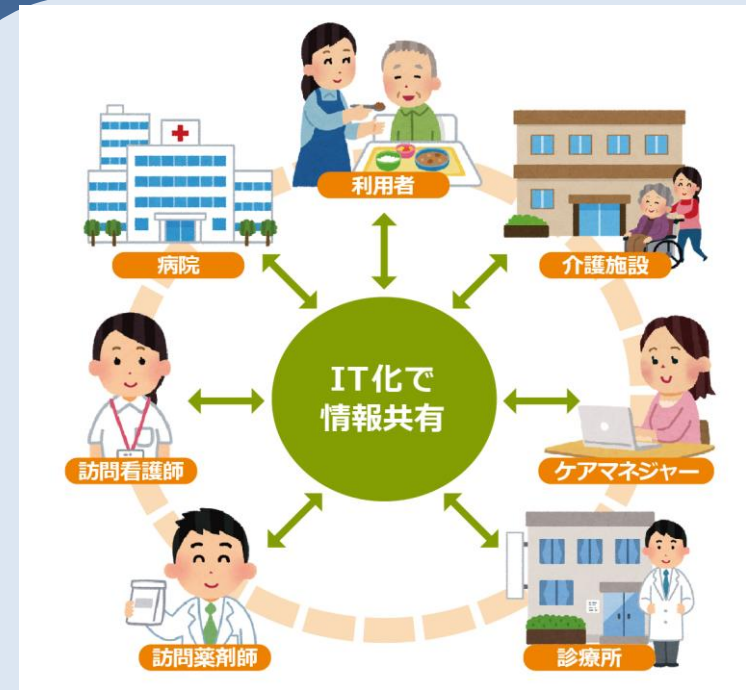 利用者
病院
介護施設
IT化で
情報共有
訪問看護師
ケアマネジャー
訪問薬剤師
診療所